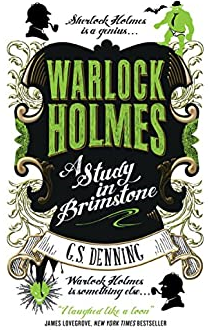 Sherlock Holmes
is a genius...
WARLOCK
HOLMES
A Study
in
Brimstone
G. S. DENNING
Warlock Holmes
is something else...
"I laughed like a loon"
JAMES LOVEGROVE, NEW YORK TIMES BESTSELLER